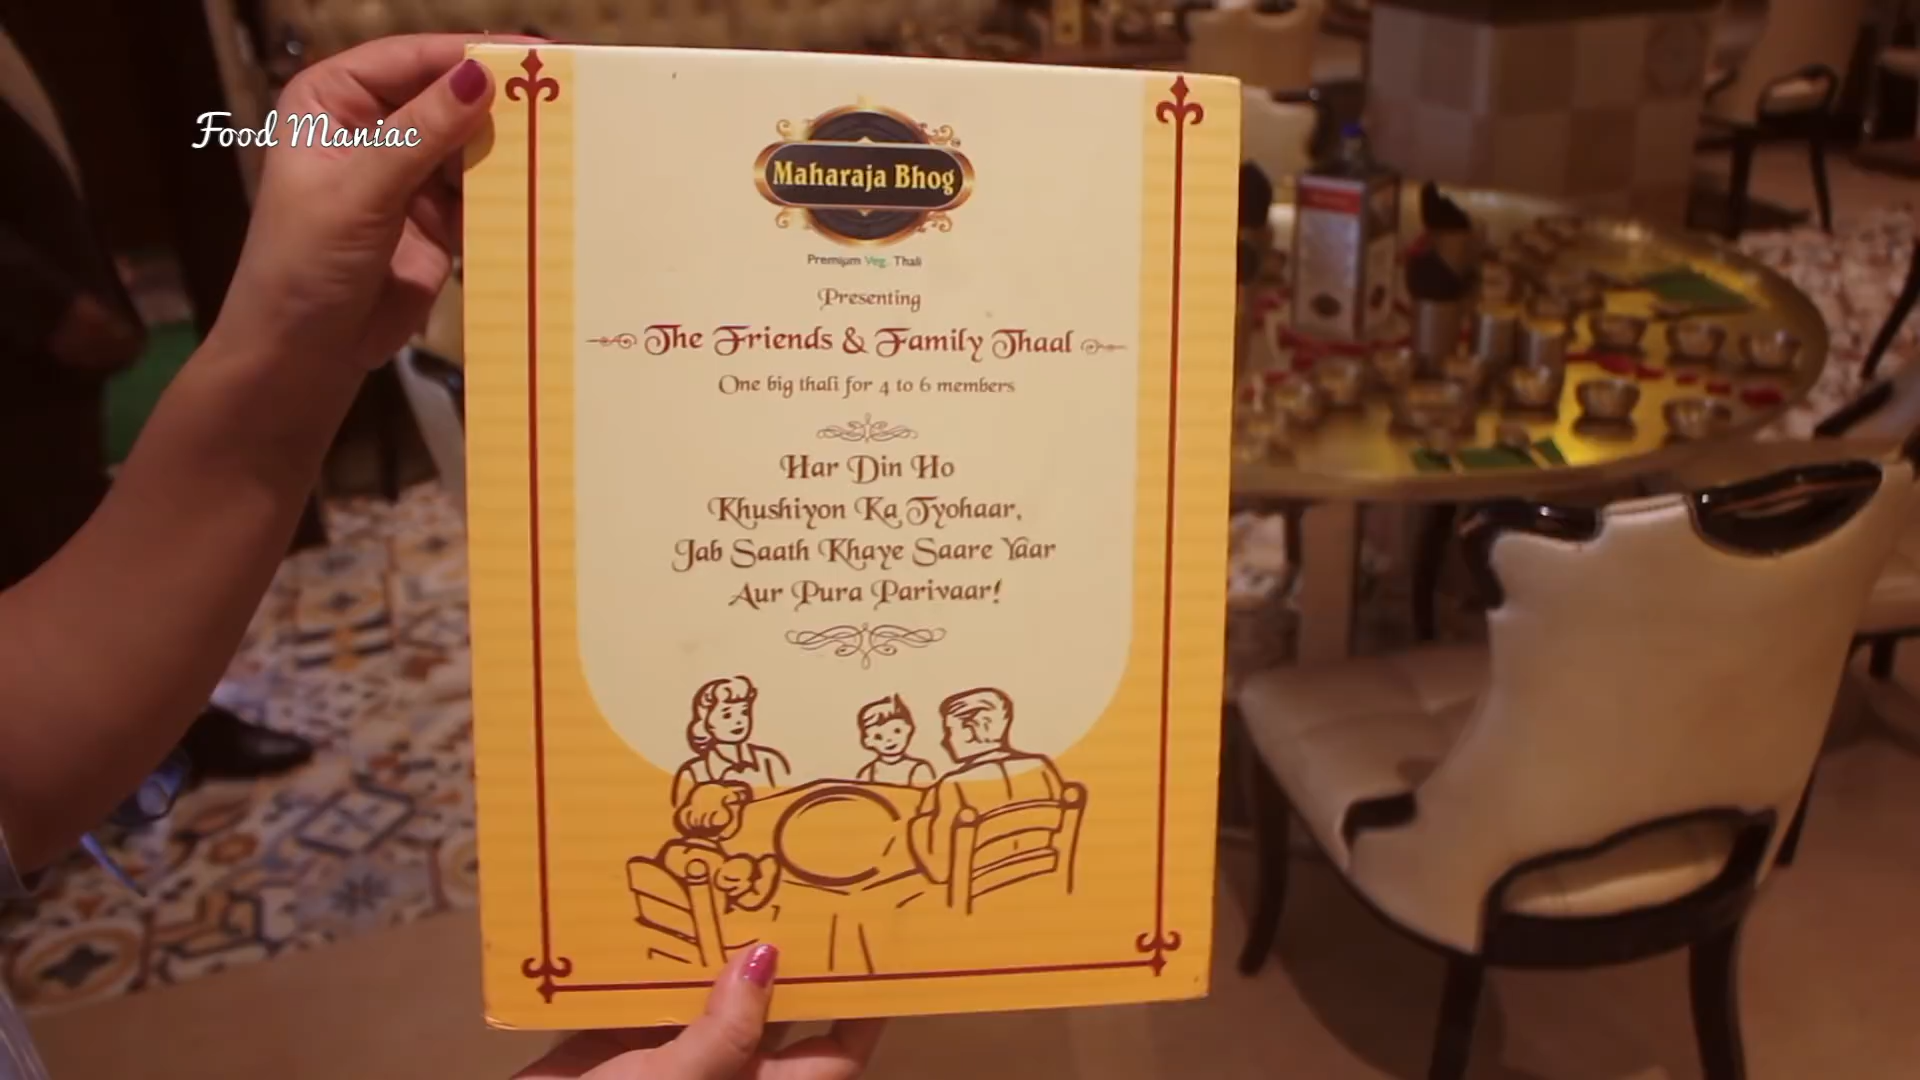 Food Maniac
Maharaja Bhog
Premium Veg. Thali
Presenting
The Friends & Family Thaal
One big thali for 4 to 6 members
Har Din Ho
Khushiyon Ka Tyohaar,
Jab Saath Khaye Saare Yaar
Aur Pura Parivaar!